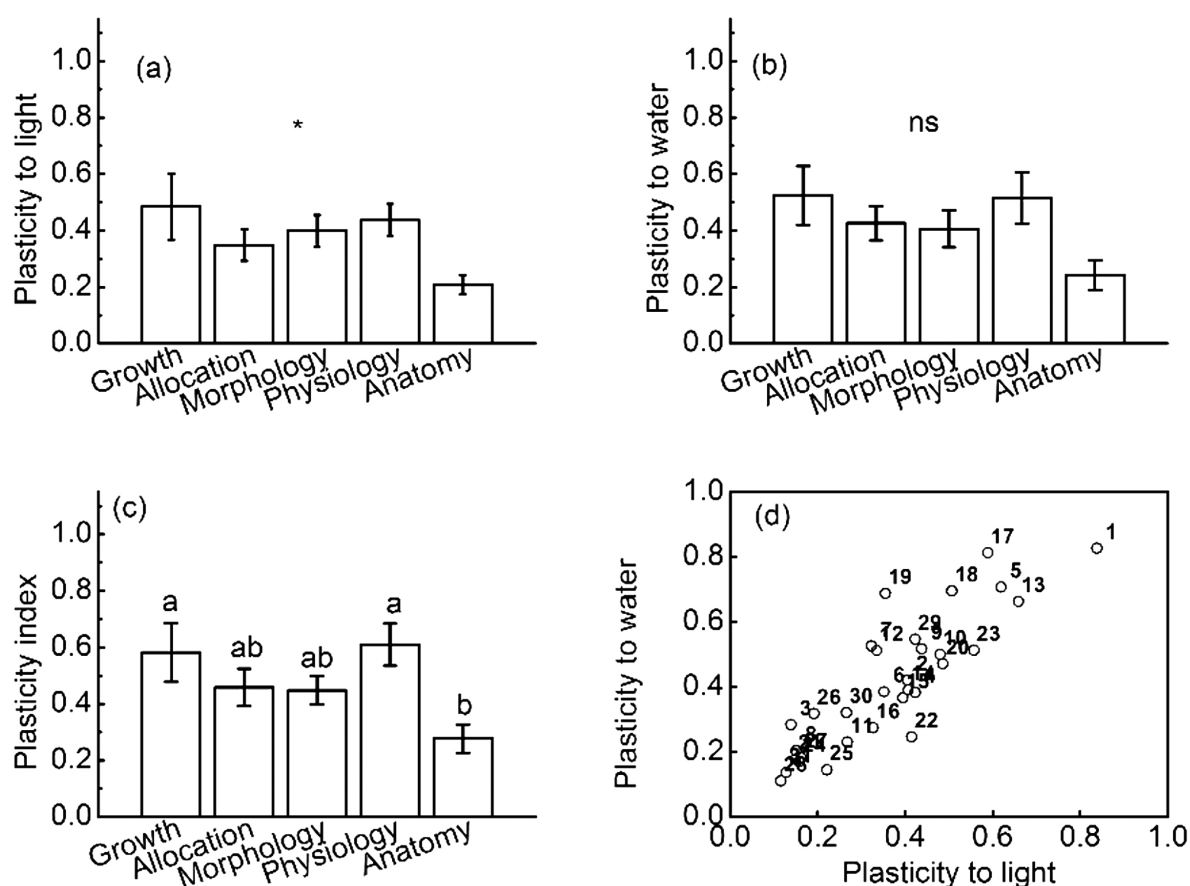 (a)
Plasticity to light
1.0
0.8
0.6
0.4
0.2
0.0
*
Growth
Allocation
Morphology
Physiology
Anatomy
(b)
Plasticity to water
1.0
0.8
0.6
0.4
0.2
0.0
ns
Growth
Allocation
Morphology
Physiology
Anatomy
(c)
Plasticity index
1.0
0.8
0.6
0.4
0.2
0.0
a
ab
ab
a
b
Growth
Allocation
Morphology
Physiology
Anatomy
(d)
Plasticity to water
1.0
0.8
0.6
0.4
0.2
0.0
17
1
19
18
5
13
29
7
12
9
10
23
20
2
6
26
30
3
16
22
11
25
0.0
0.2
0.4
0.6
0.8
1.0
Plasticity to light